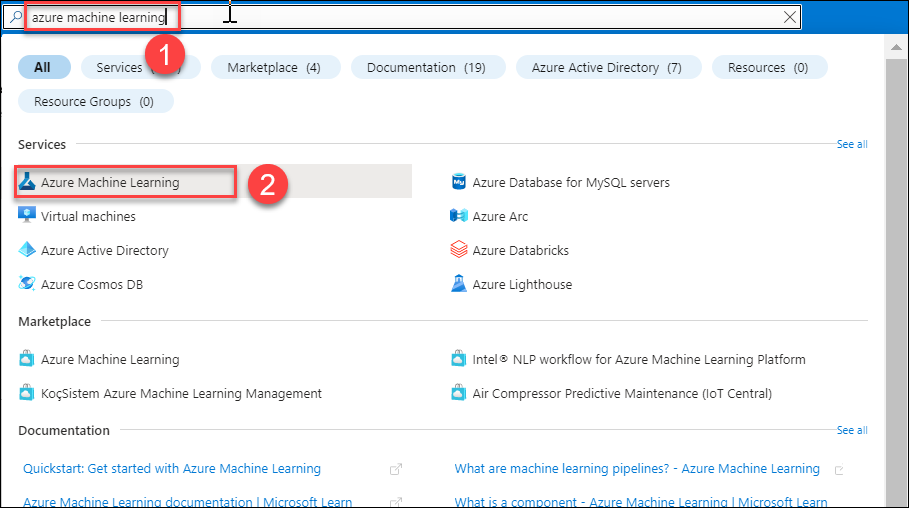 azure machine learning
1
All Services Marketplace (4) Documentation (19) Azure Active Directory (7) Resources (0)
Resource Groups (0)
Services See all
Azure Machine Learning 2 Azure Database for MySQL servers
Virtual machines Azure Arc
Azure Active Directory Azure Databricks
Azure Cosmos DB Azure Lighthouse
Marketplace
Azure Machine Learning Intel® NLP workflow for Azure Machine Learning Platform
KoçSistem Azure Machine Learning Management Air Compressor Predictive Maintenance (IoT Central)
Documentation See all
Quickstart: Get started with Azure Machine Learning What are machine learning pipelines? - Azure Machine Learning
Azure Machine Learning documentation | Microsoft Learn What is a component - Azure Machine Learning | Microsoft Learn